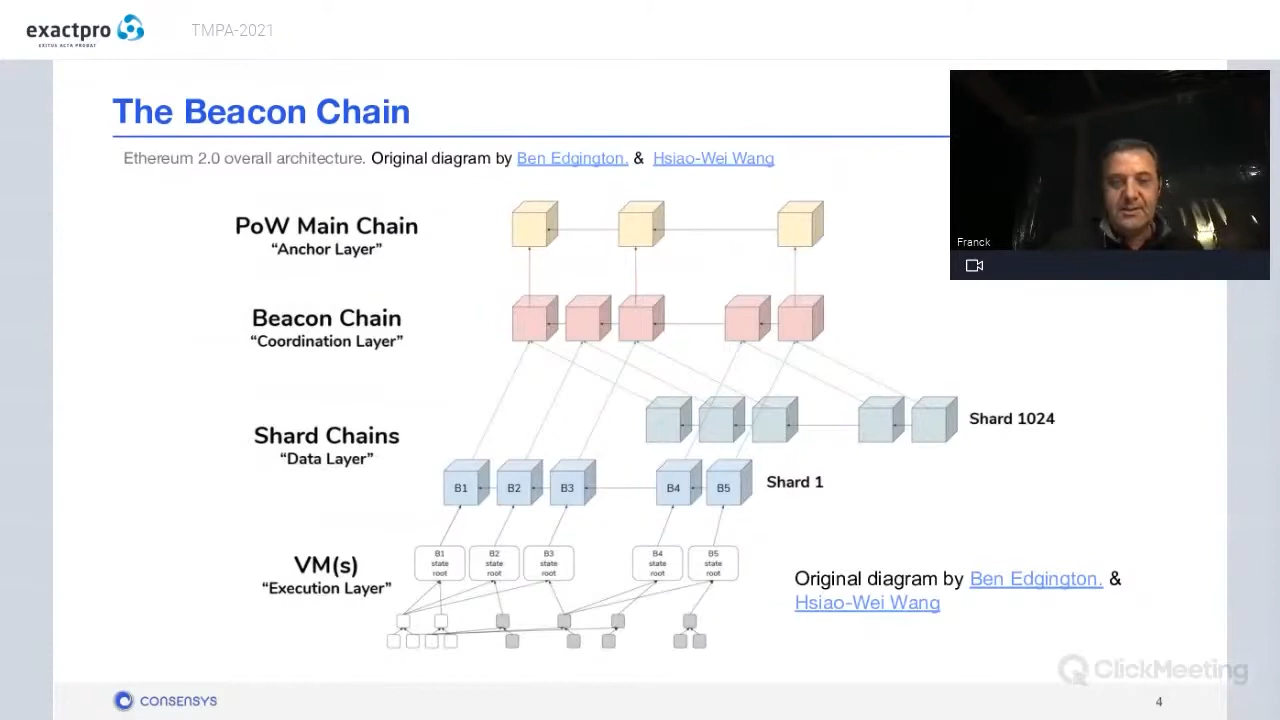 exactpro
EXITUS ACTA PROBAT
TMPA-2021
The Beacon Chain
Ethereum 2.0 overall architecture. Original diagram by Ben Edgington. & Hsiao-Wei Wang
PoW Main Chain
“Anchor Layer”
Beacon Chain
“Coordination Layer”
Shard Chains
“Data Layer”
Shard 1024
B1 B2 B3 B4 B5
Shard 1
VM(s)
“Execution Layer”
B1 state root
B2 state root
B3 state root
B4 state root
B5 state root
Original diagram by Ben Edgington. &
Hsiao-Wei Wang
Franck
ClickMeeting
CONSENSYS
4